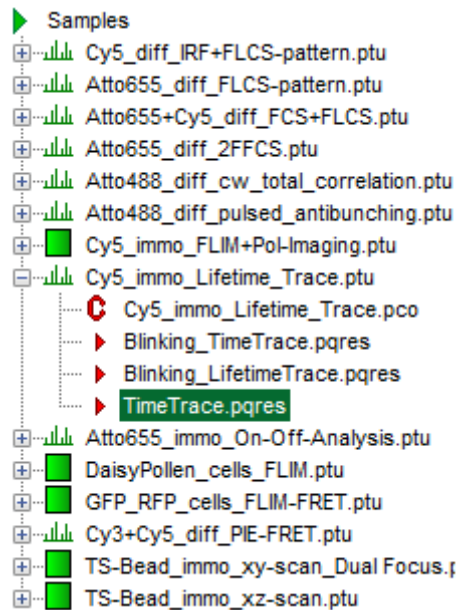 Samples
Cy5_diff_IRF+FLCS-pattern.ptu
Atto655_diff_FLCS-pattern.ptu
Atto655+Cy5_diff_FCS+FLCS.ptu
Atto655_diff_2FFCS.ptu
Atto488_diff_cw_total_correlation.ptu
Atto488_diff_pulsed_antibunching.ptu
Cy5_immo_FLIM+Pol-Imaging.ptu
Cy5_immo_Lifetime_Trace.ptu
C Cy5_immo_Lifetime_Trace.pco
Blinking_TimeTrace.pqres
Blinking_LifetimeTrace.pqres
TimeTrace.pqres
Atto655_immo_On-Off-Analysis.ptu
DaisyPollen_cells_FLIM.ptu
GFP_RFP_cells_FLIM-FRET.ptu
Cy3+Cy5_diff_PIE-FRET.ptu
TS-Bead_immo_xy-scan_Dual Focus.p
TS-Bead_immo_xz-scan.ptu